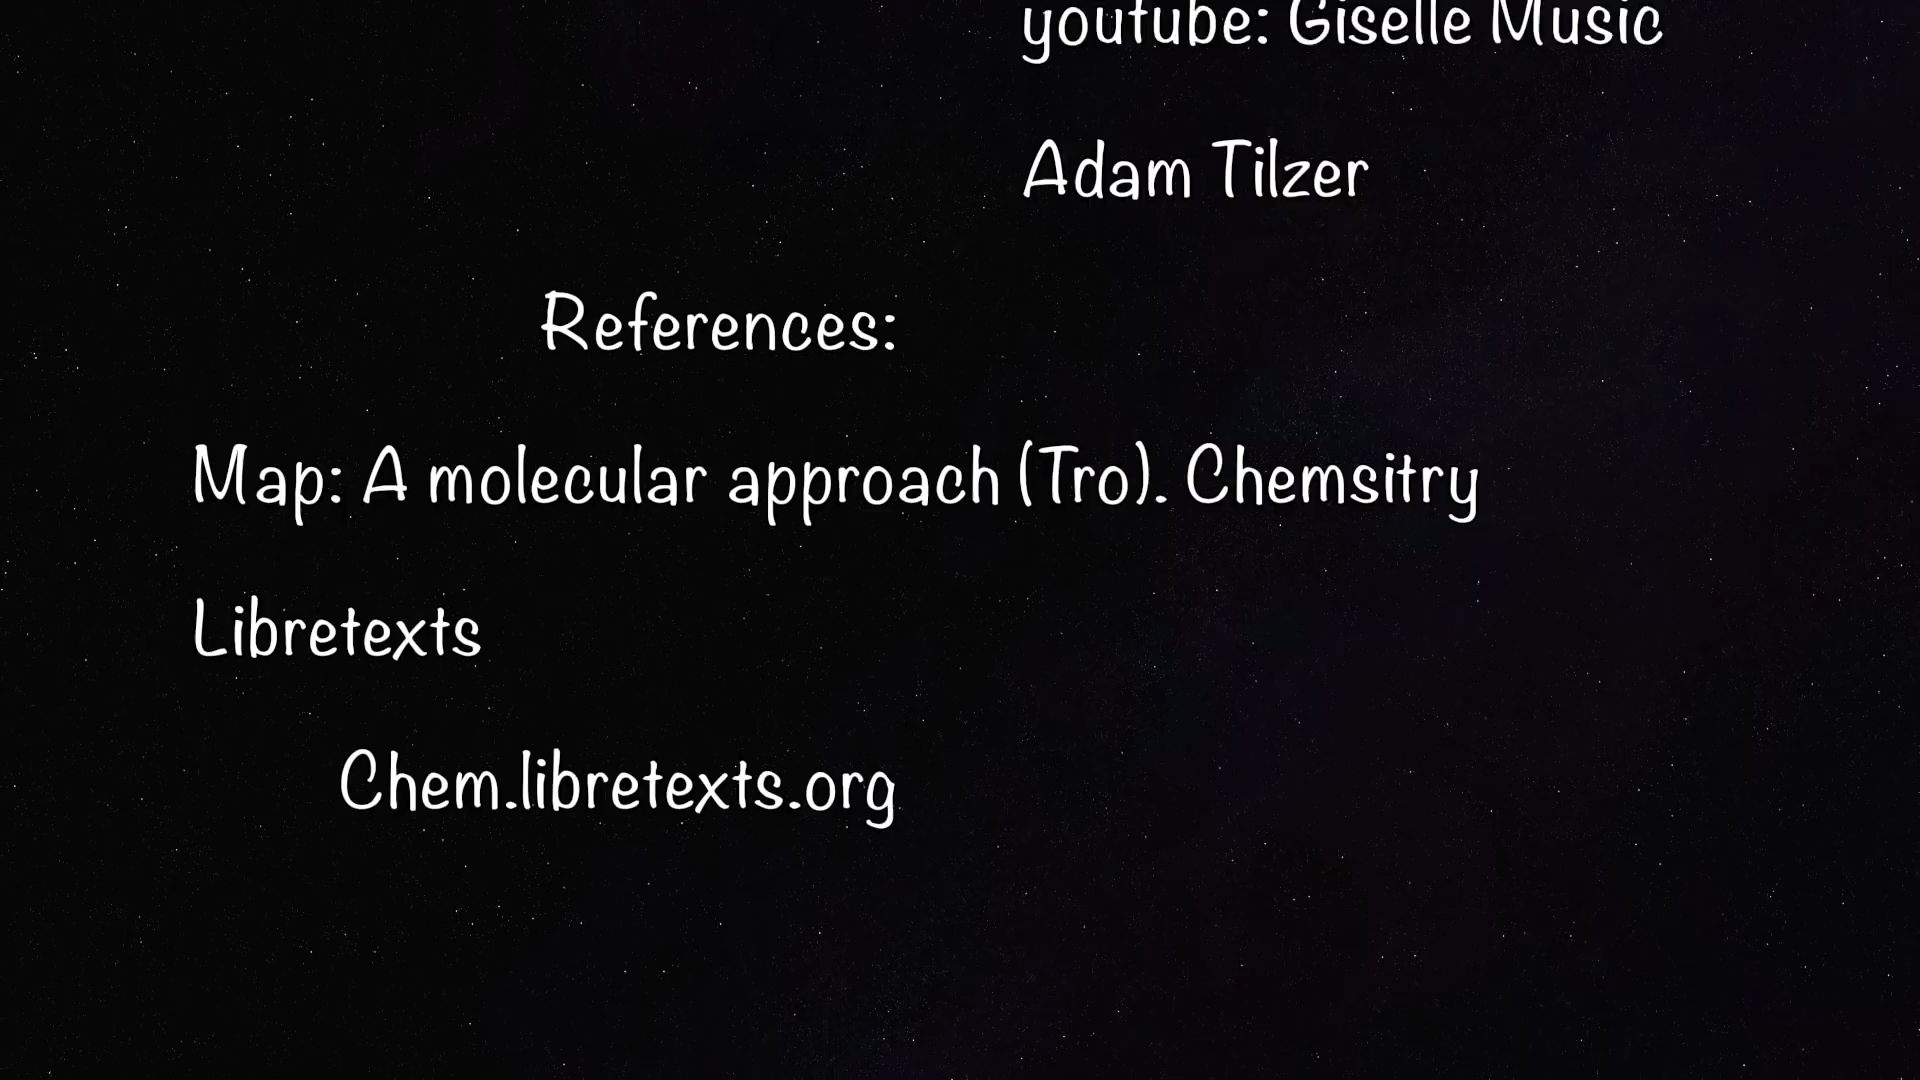 youtube: Giselle Music
Adam Tilzer
References:
Map: A molecular approach (Tro). Chemsitry
Libretexts
Chem.libretexts.org